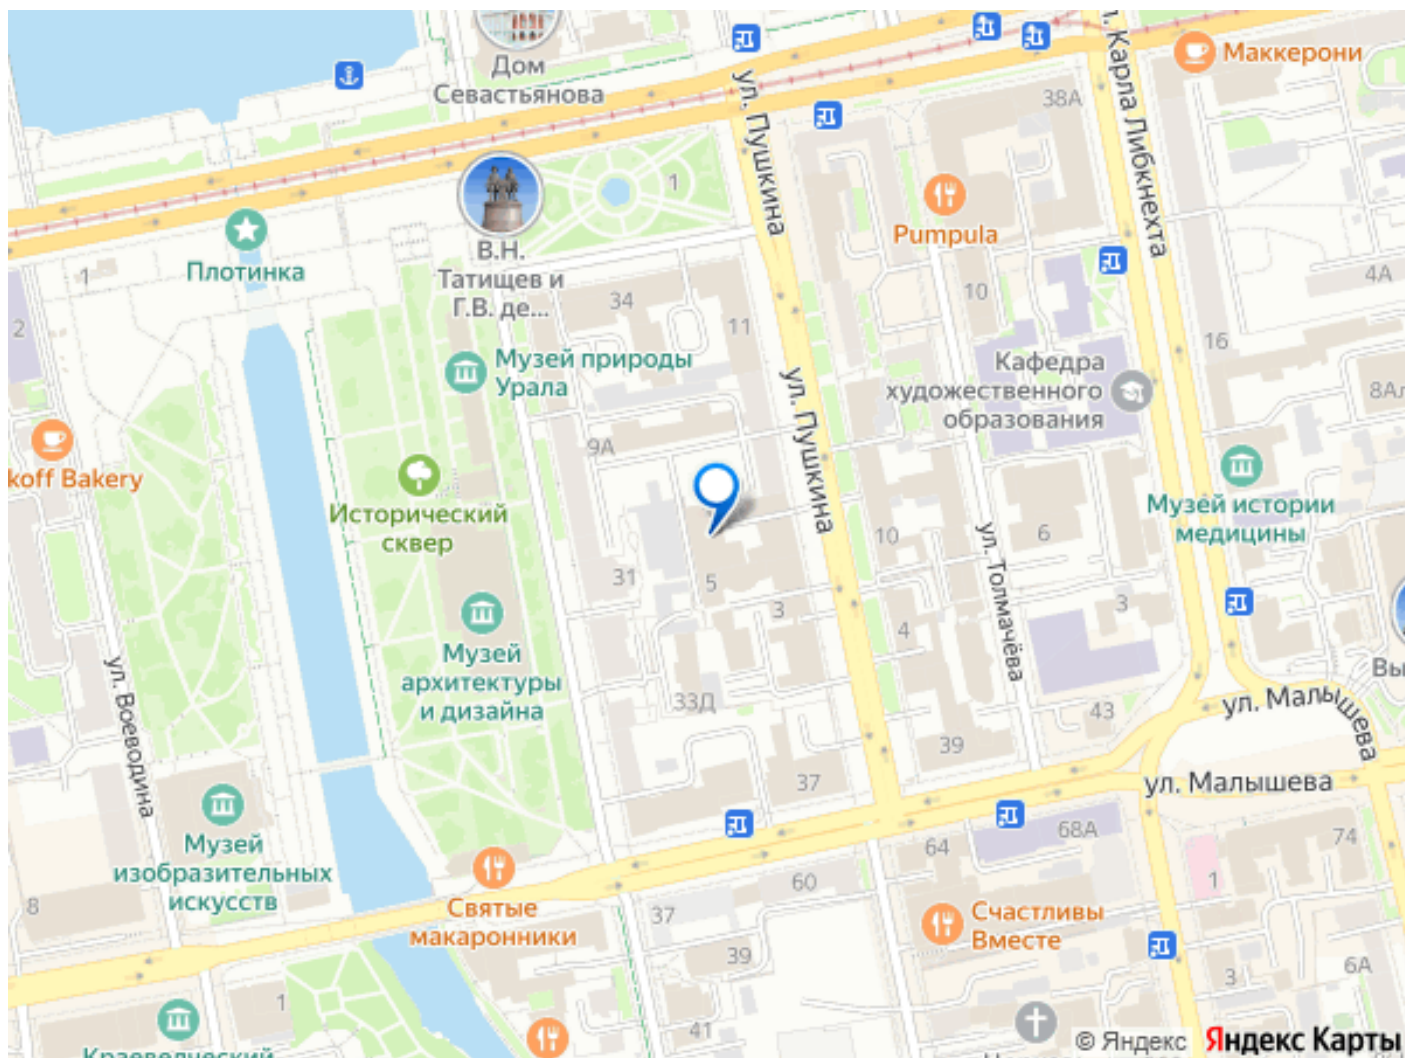 Дом
Севастьянова
ул. Пушкина
л. Карла Либкнехта
Маккерони
38А
1
Pumpula
Плотинка
1
В.Н.
Татищев и
Г.В. де...
2
34
11
10
4А
16
Музей природы
Урала
ул. Пушкина
Кафедра
художественного
образования
8Ал
9А
koff Bakery
Исторический
сквер
Музей истории
медицины
10
6
ул. Толмачёва
31
5
3
4
3
Музей
архитектуры
и дизайна
ул. Воеводина
33Д
43
39
37
Вы
ул. Малышева
ул. Малышева
Музей
изобразительных
искусств
8
68А
64
74
60
1
Святые
макаронники
37
39
Счастливы
Вместе
1
3
6А
41
Краеведческий
© Яндекс
Яндекс Карты